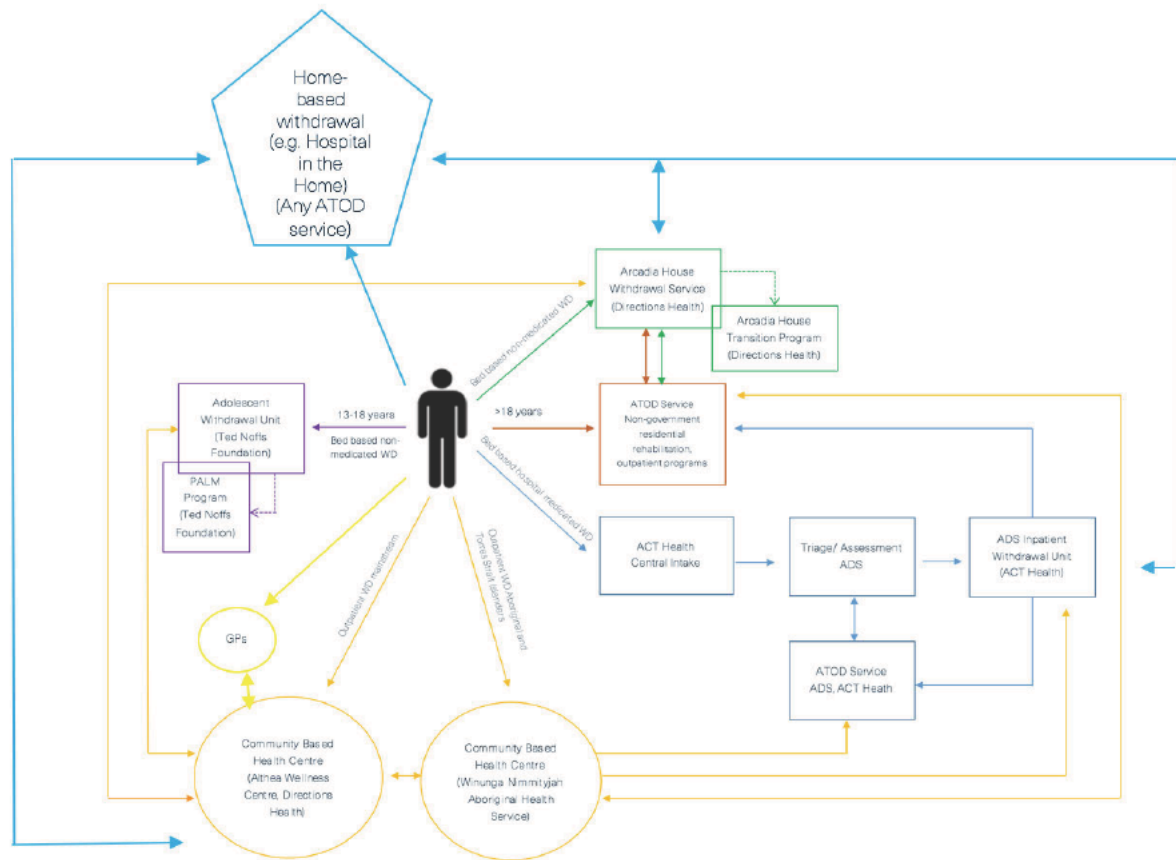 Home-
based
withdrawal
(e.g. Hospital
in the
Home)
(Any ATOD
service)
Arcadia House
Withdrawal Service
(Directions Health)
Arcadia House
Transition Program
(Directions Health)
Bed based non-medicated WD
Adolescent
Withdrawal Unit
(Ted Noffs
Foundation)
13-18 years
Bed based non-
medicated WD
>18 years
ATOD Service
Non-government
residential
rehabilitation,
outpatient programs
PALM
Program
(Ted Noffs
Foundation)
Bed based hospital medicated WD
ACT Health
Central Intake
Triage/ Assessment
ADS
ADS Inpatient
Withdrawal Unit
(ACT Health)
Outpatient WD mainstream
Outpatient WD Aboriginal and
Torres Strait Islanders
GPs
ATOD Service
ADS, ACT Heath
Community Based
Health Centre
(Althea Wellness
Centre, Directions
Health)
Community Based
Health Centre
(Winunga Nimmityjah
Aboriginal Health
Service)